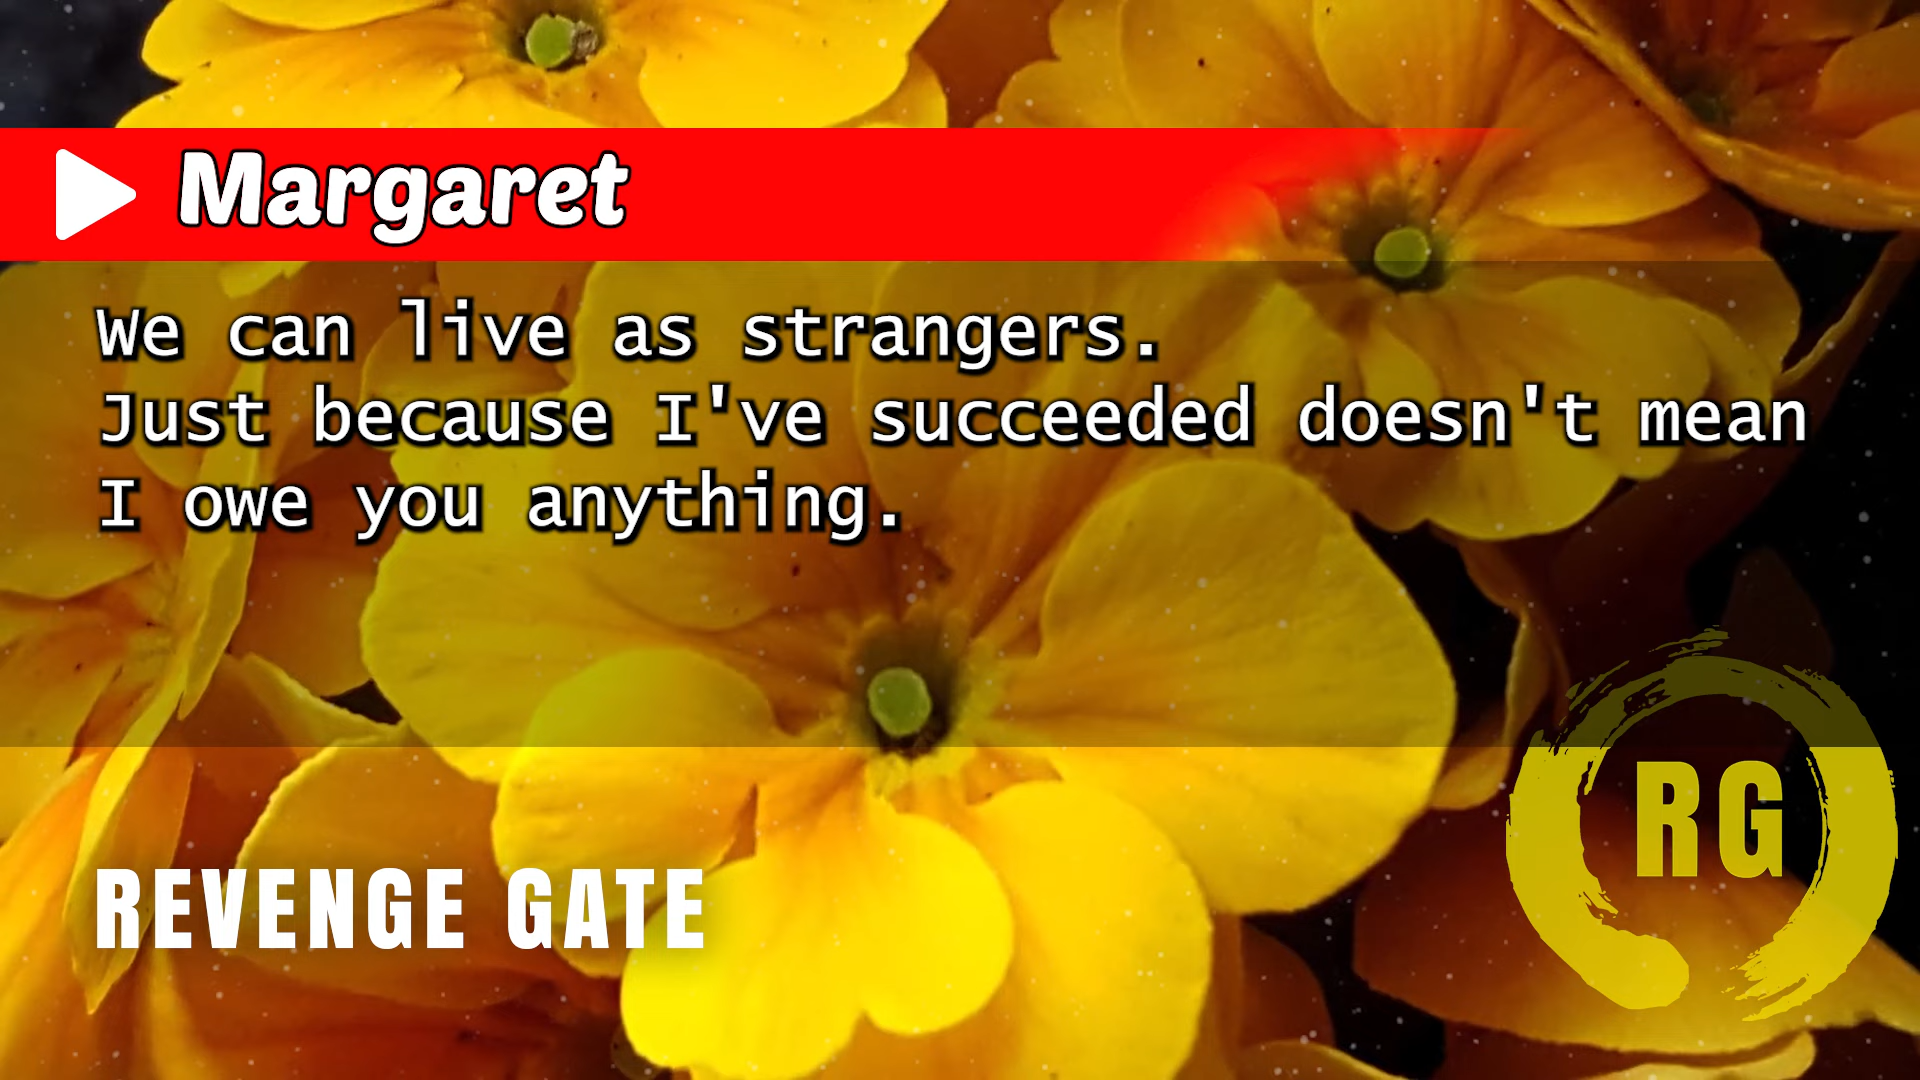 Margaret
We can live as strangers.
Just because I've succeeded doesn't mean
I owe you anything.
REVENGE GATE
RG